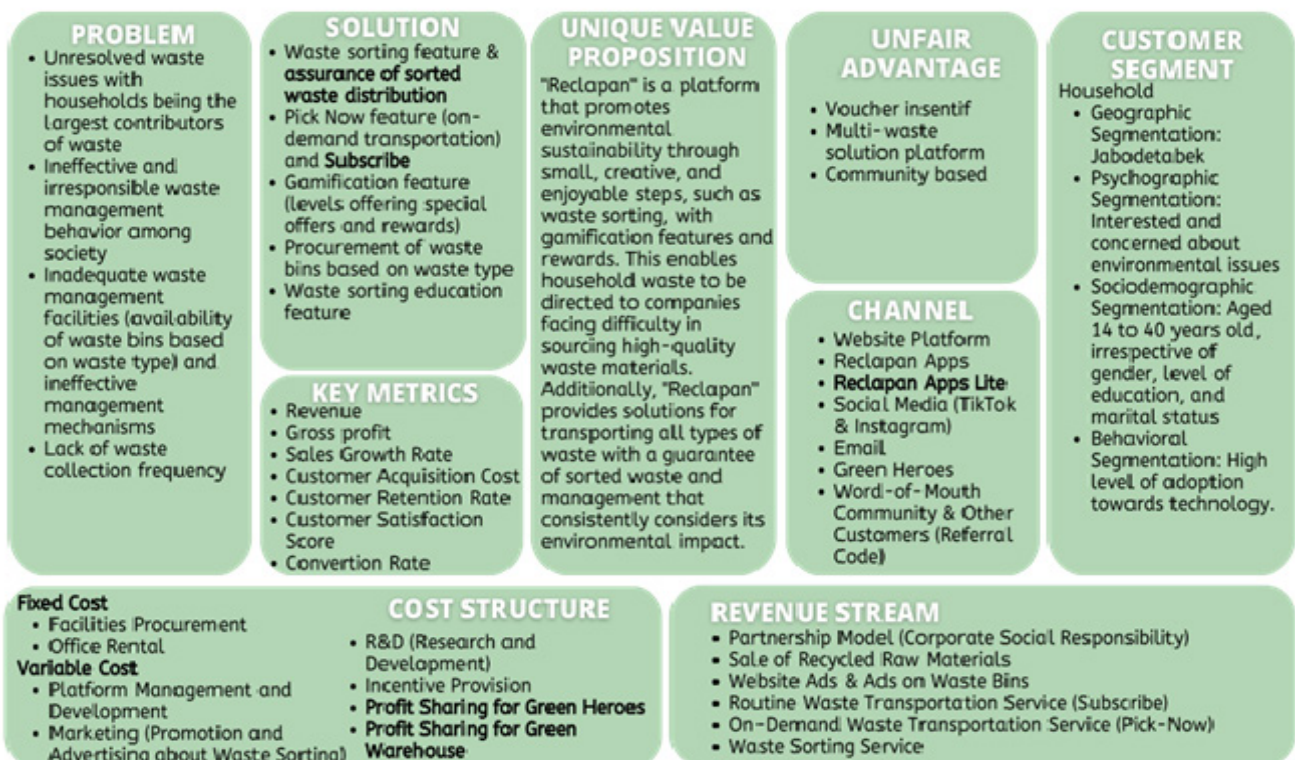 PROBLEM
• Unresolved waste
issues with
households being the
largest contributors
of waste
• Ineffective and
irresponsible waste
management
behavior among
society
• Inadequate waste
management
facilities (availability
of waste bins based
on waste type) and
ineffective
management
mechanisms
• Lack of waste
collection frequency
SOLUTION
• Waste sorting feature &
assurance of sorted
waste distribution
• Pick Now feature (on-
demand transportation)
and Subscribe
• Gamification feature
(levels offering special
offers and rewards)
• Procurement of waste
bins based on waste type
• Waste sorting education
feature
KEY METRICS
• Revenue
• Gross profit
• Sales Growth Rate
• Customer Acquisition Cost
• Customer Retention Rate
• Customer Satisfaction
Score
• Convertion Rate
UNIQUE VALUE
PROPOSITION
"Reclapan" is a platform
that promotes
environmental
sustainability through
small, creative, and
enjoyable steps, such as
waste sorting, with
gamification features and
rewards. This enables
household waste to be
directed to companies
facing difficulty in
sourcing high-quality
waste materials.
Additionally, "Reclapan"
provides solutions for
transporting all types of
waste with a guarantee
of sorted waste and
management that
consistently considers its
environmental impact.
UNFAIR
ADVANTAGE
• Voucher insentif
• Multi-waste
solution platform
• Community based
CHANNEL
• Website Platform
• Reclapan Apps
• Reclapan Apps Lite
• Social Media (TikTok
& Instagram)
• Email
• Green Heroes
• Word-of-Mouth
Community & Other
Customers (Referral
Code)
CUSTOMER
SEGMENT
Household
• Geographic
Segmentation:
Jabodetabek
• Psychographic
Segmentation:
Interested and
concerned about
environmental issues
• Sociodemographic
Segmentation: Aged
14 to 40 years old,
irrespective of
gender, level of
education, and
marital status
• Behavioral
Segmentation: High
level of adoption
towards technology.
COST STRUCTURE
Fixed Cost
• Facilities Procurement
• Office Rental
Variable Cost
• Platform Management and
Development
• Marketing (Promotion and
Advertising about Waste Sorting)
• R&D (Research and
Development)
• Incentive Provision
• Profit Sharing for Green Heroes
• Profit Sharing for Green
Warehouse
REVENUE STREAM
• Partnership Model (Corporate Social Responsibility)
• Sale of Recycled Raw Materials
• Website Ads & Ads on Waste Bins
• Routine Waste Transportation Service (Subscribe)
• On-Demand Waste Transportation Service (Pick-Now)
• Waste Sorting Service